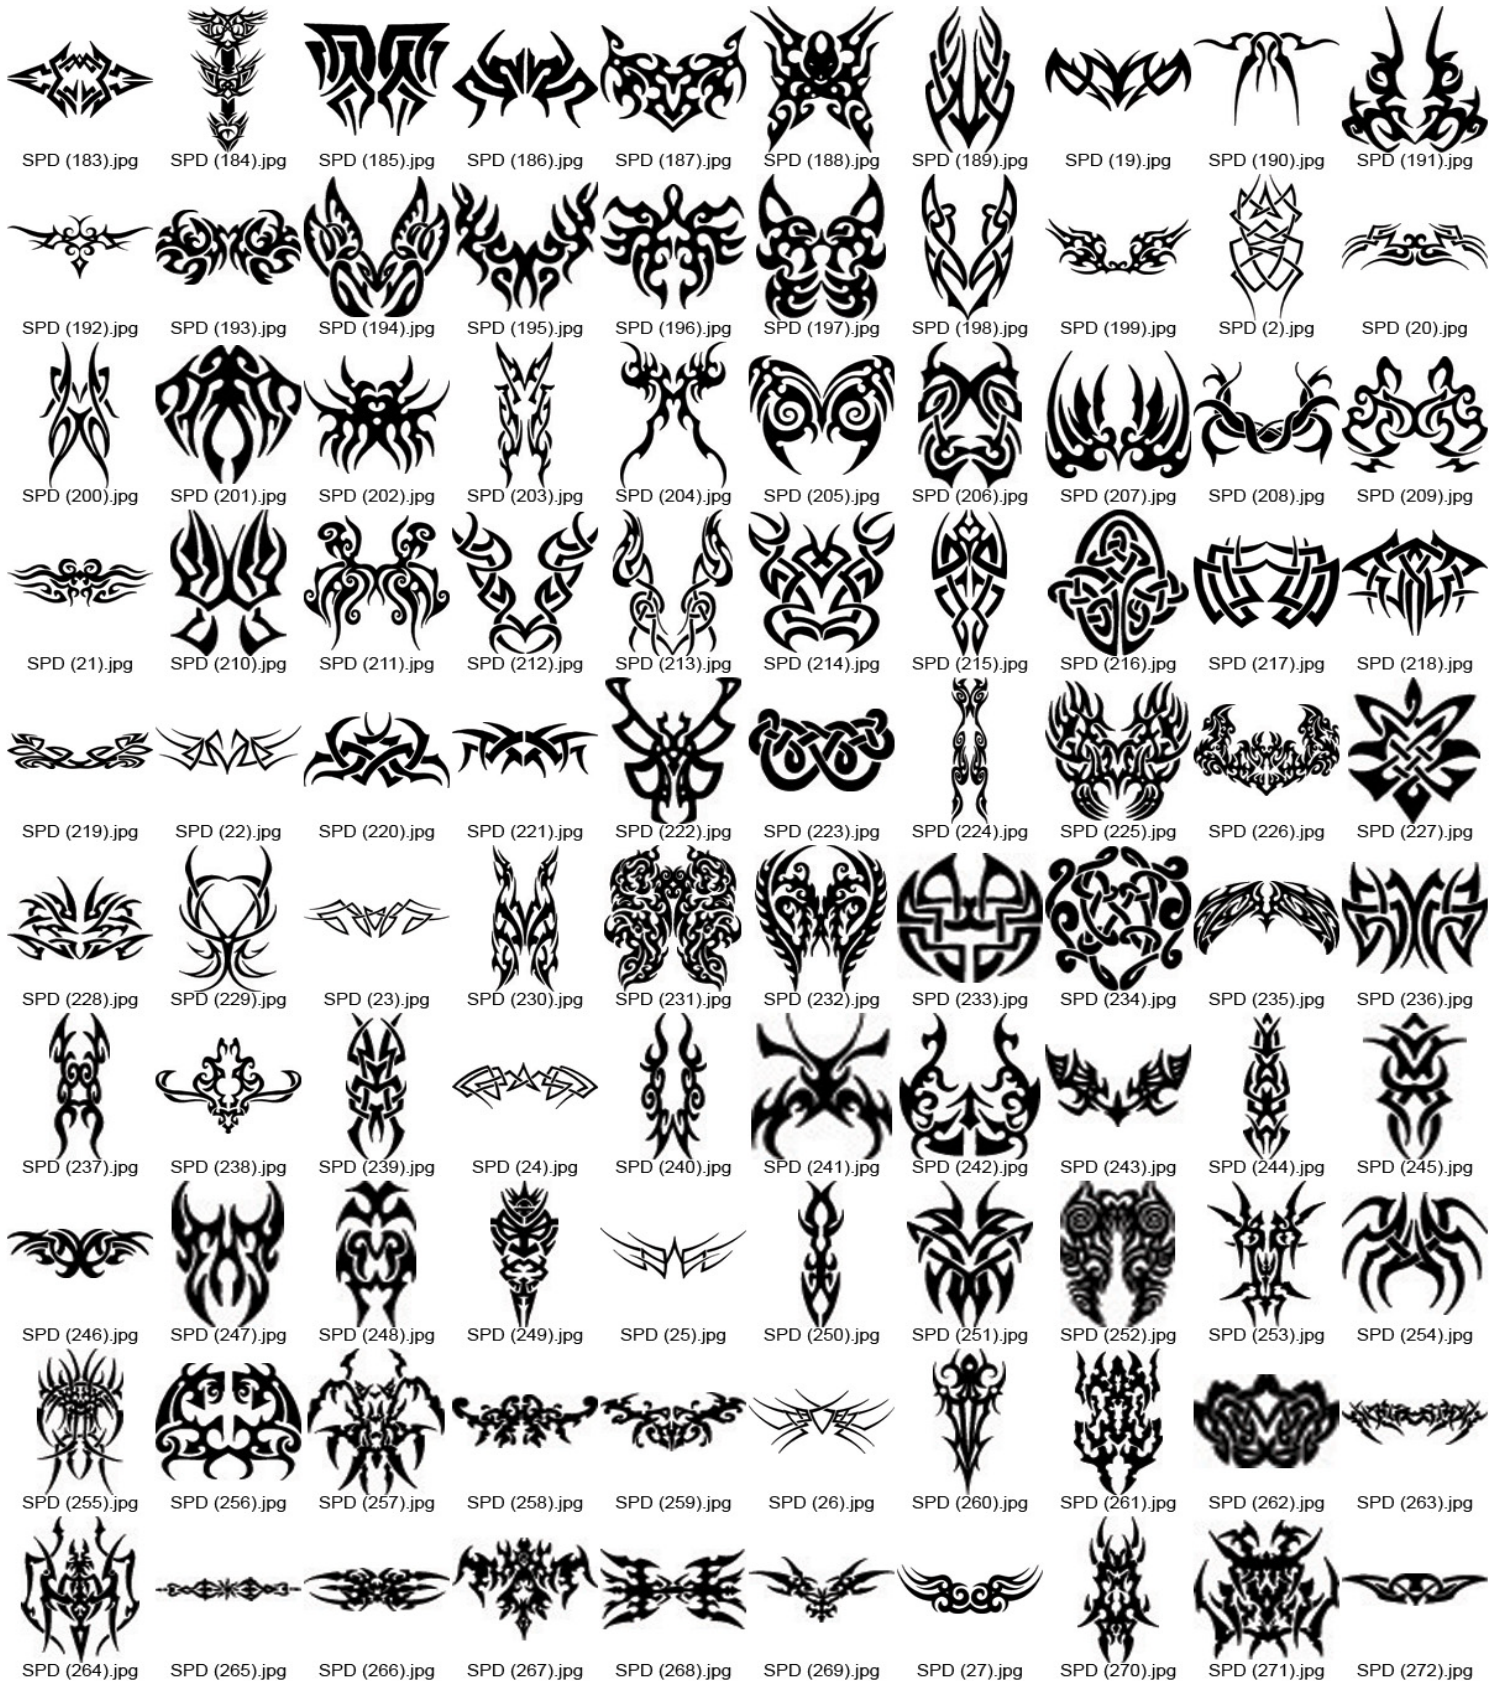 SPD (183).jpg SPD (184).jpg SPD (185).jpg SPD (186).jpg SPD (187).jpg SPD (188).jpg SPD (189).jpg SPD (19).jpg SPD (190).jpg SPD (191).jpg
SPD (192).jpg SPD (193).jpg SPD (194).jpg SPD (195).jpg SPD (196).jpg SPD (197).jpg SPD (198).jpg SPD (199).jpg SPD (2).jpg SPD (20).jpg
SPD (200).jpg SPD (201).jpg SPD (202).jpg SPD (203).jpg SPD (204).jpg SPD (205).jpg SPD (206).jpg SPD (207).jpg SPD (208).jpg SPD (209).jpg
SPD (21).jpg SPD (210).jpg SPD (211).jpg SPD (212).jpg SPD (213).jpg SPD (214).jpg SPD (215).jpg SPD (216).jpg SPD (217).jpg SPD (218).jpg
SPD (219).jpg SPD (22).jpg SPD (220).jpg SPD (221).jpg SPD (222).jpg SPD (223).jpg SPD (224).jpg SPD (225).jpg SPD (226).jpg SPD (227).jpg
SPD (228).jpg SPD (229).jpg SPD (23).jpg SPD (230).jpg SPD (231).jpg SPD (232).jpg SPD (233).jpg SPD (234).jpg SPD (235).jpg SPD (236).jpg
SPD (237).jpg SPD (238).jpg SPD (239).jpg SPD (24).jpg SPD (240).jpg SPD (241).jpg SPD (242).jpg SPD (243).jpg SPD (244).jpg SPD (245).jpg
SPD (246).jpg SPD (247).jpg SPD (248).jpg SPD (249).jpg SPD (25).jpg SPD (250).jpg SPD (251).jpg SPD (252).jpg SPD (253).jpg SPD (254).jpg
SPD (255).jpg SPD (256).jpg SPD (257).jpg SPD (258).jpg SPD (259).jpg SPD (26).jpg SPD (260).jpg SPD (261).jpg SPD (262).jpg SPD (263).jpg
SPD (264).jpg SPD (265).jpg SPD (266).jpg SPD (267).jpg SPD (268).jpg SPD (269).jpg SPD (27).jpg SPD (270).jpg SPD (271).jpg SPD (272).jpg